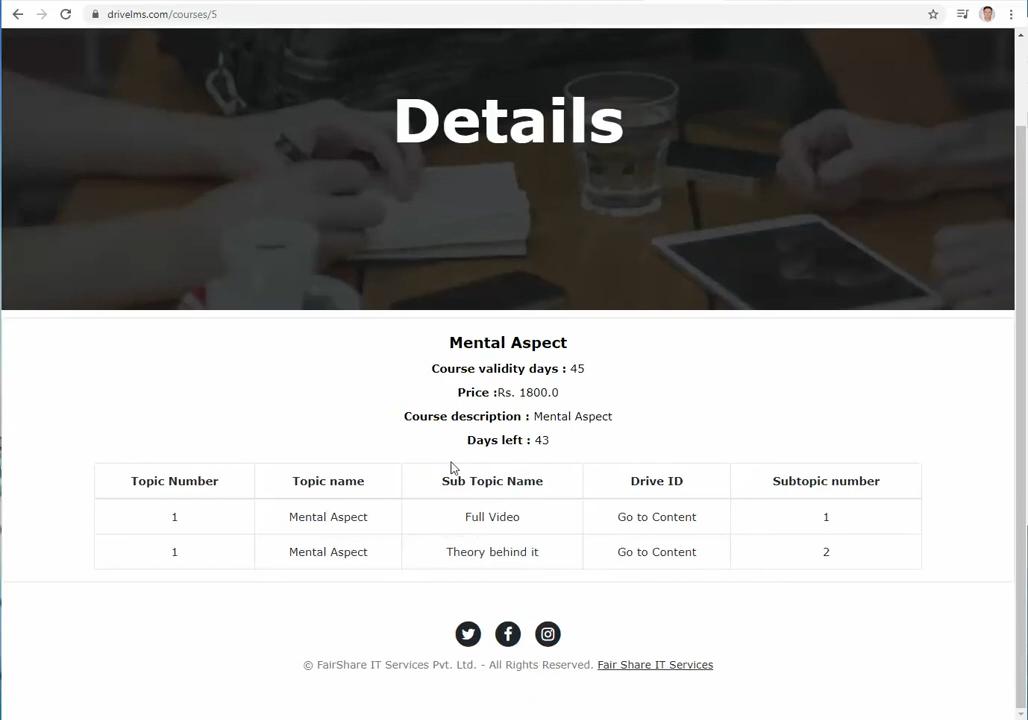 drivelms.com/courses/5
Details
Mental Aspect
Course validity days : 45
Price :Rs. 1800.0
Course description : Mental Aspect
Days left : 43
Topic Number Topic name Sub Topic Name Drive ID Subtopic number
1 Mental Aspect Full Video Go to Content 1
1 Mental Aspect Theory behind it Go to Content 2
© FairShare IT Services Pvt. Ltd. - All Rights Reserved. Fair Share IT Services